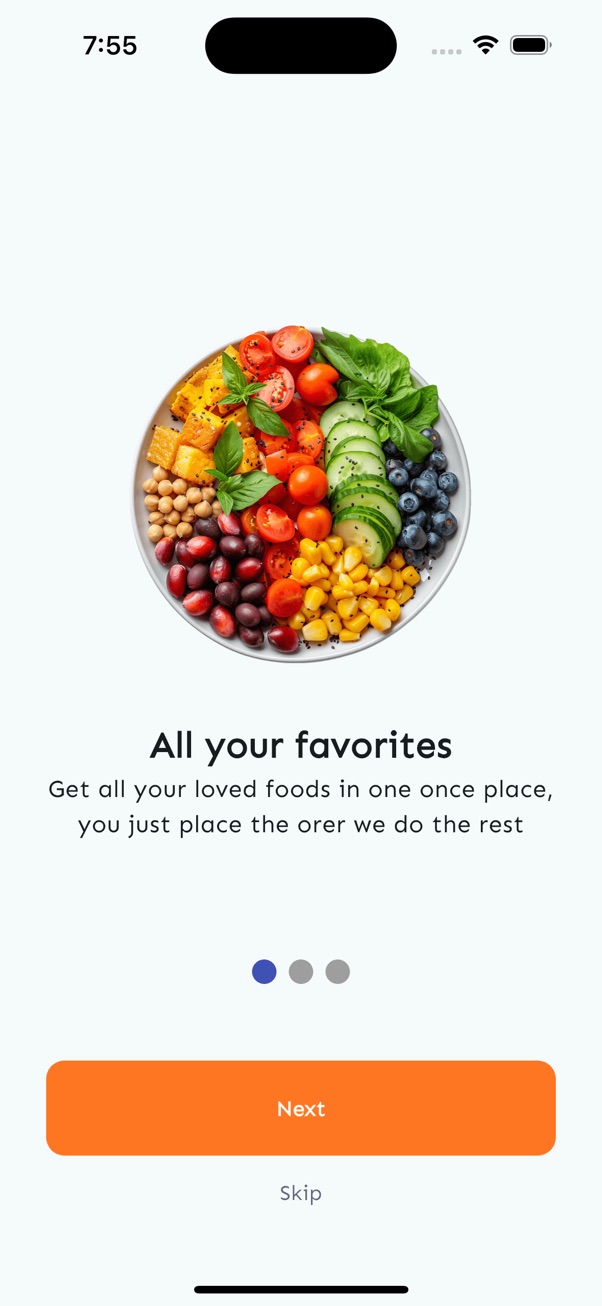 7:55
All your favorites
Get all your loved foods in one once place,
you just place the orer we do the rest
Next
Skip